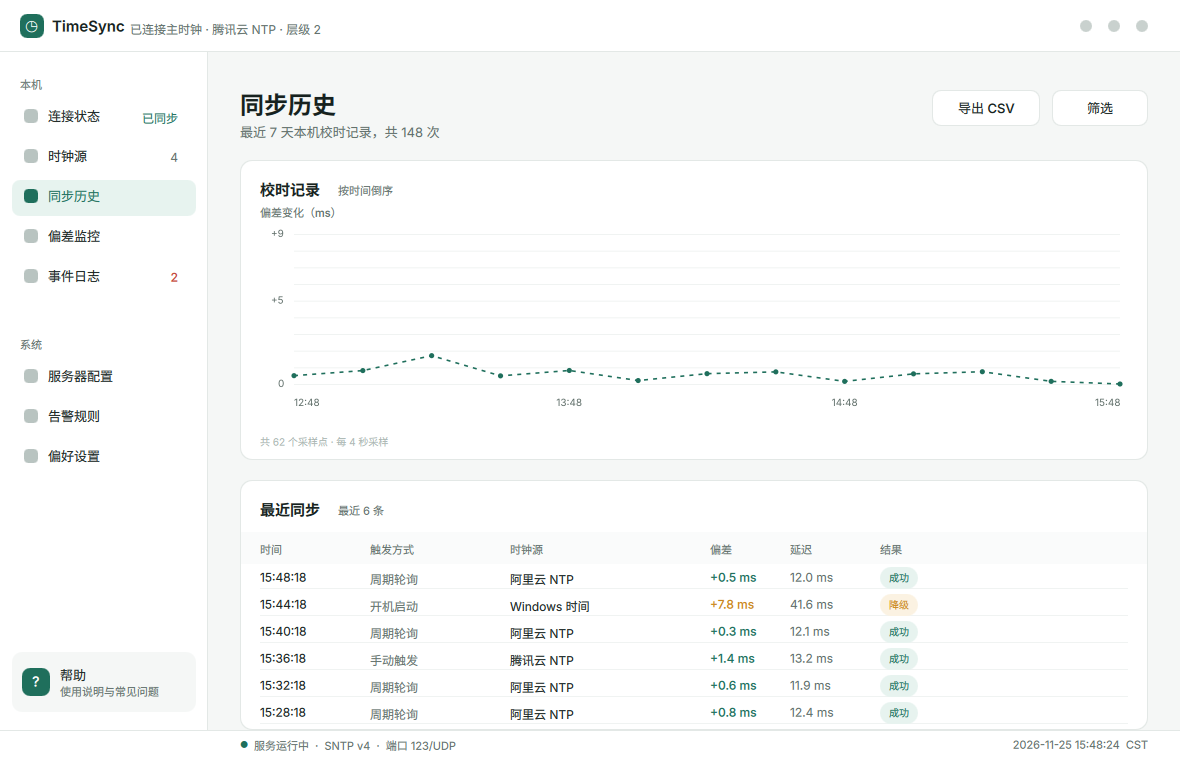 TimeSync 已连接主时钟 · 腾讯云 NTP · 层级 2
本机
连接状态 已同步
时钟源 4
同步历史
偏差监控
事件日志 2
系统
服务器配置
告警规则
偏好设置
? 帮助
使用说明与常见问题
同步历史
最近 7 天本机校时记录，共 148 次
导出 CSV 筛选
校时记录 按时间倒序
偏差变化（ms）
+9
+5
0
12:48 13:48 14:48 15:48
共 62 个采样点 · 每 4 秒采样
最近同步 最近 6 条
时间 触发方式 时钟源 偏差 延迟 结果
15:48:18 周期轮询 阿里云 NTP +0.5 ms 12.0 ms 成功
15:44:18 开机启动 Windows 时间 +7.8 ms 41.6 ms 降级
15:40:18 周期轮询 阿里云 NTP +0.3 ms 12.1 ms 成功
15:36:18 手动触发 腾讯云 NTP +1.4 ms 13.2 ms 成功
15:32:18 周期轮询 阿里云 NTP +0.6 ms 11.9 ms 成功
15:28:18 周期轮询 阿里云 NTP +0.8 ms 12.4 ms 成功
服务运行中 · SNTP v4 · 端口 123/UDP
2026-11-25 15:48:24 CST